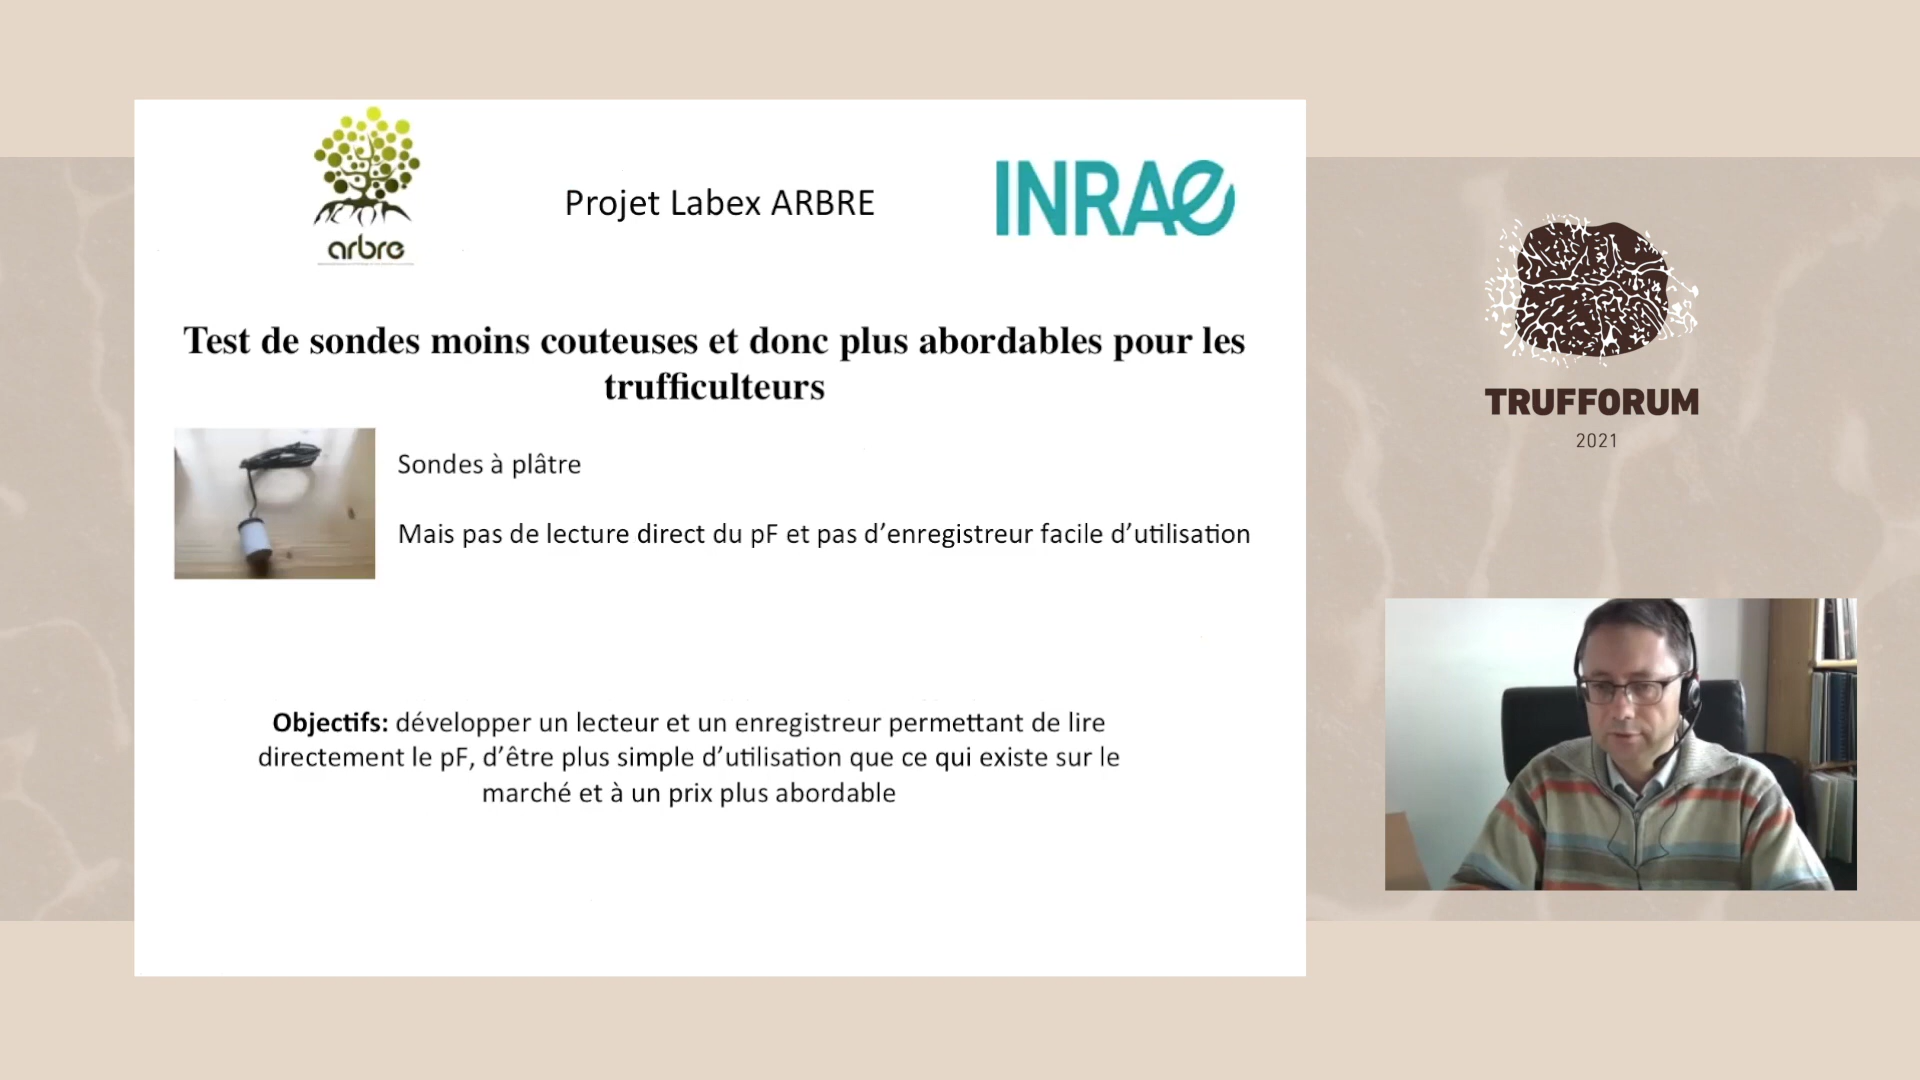 arbre
Projet Labex ARBRE
INRAE
Test de sondes moins couteuses et donc plus abordables pour les
trufficulteurs
Sondes à plâtre
Mais pas de lecture direct du pF et pas d’enregistreur facile d’utilisation
Objectifs: développer un lecteur et un enregistreur permettant de lire
directement le pF, d’être plus simple d’utilisation que ce qui existe sur le
marché et à un prix plus abordable
TRUFFORUM
2021